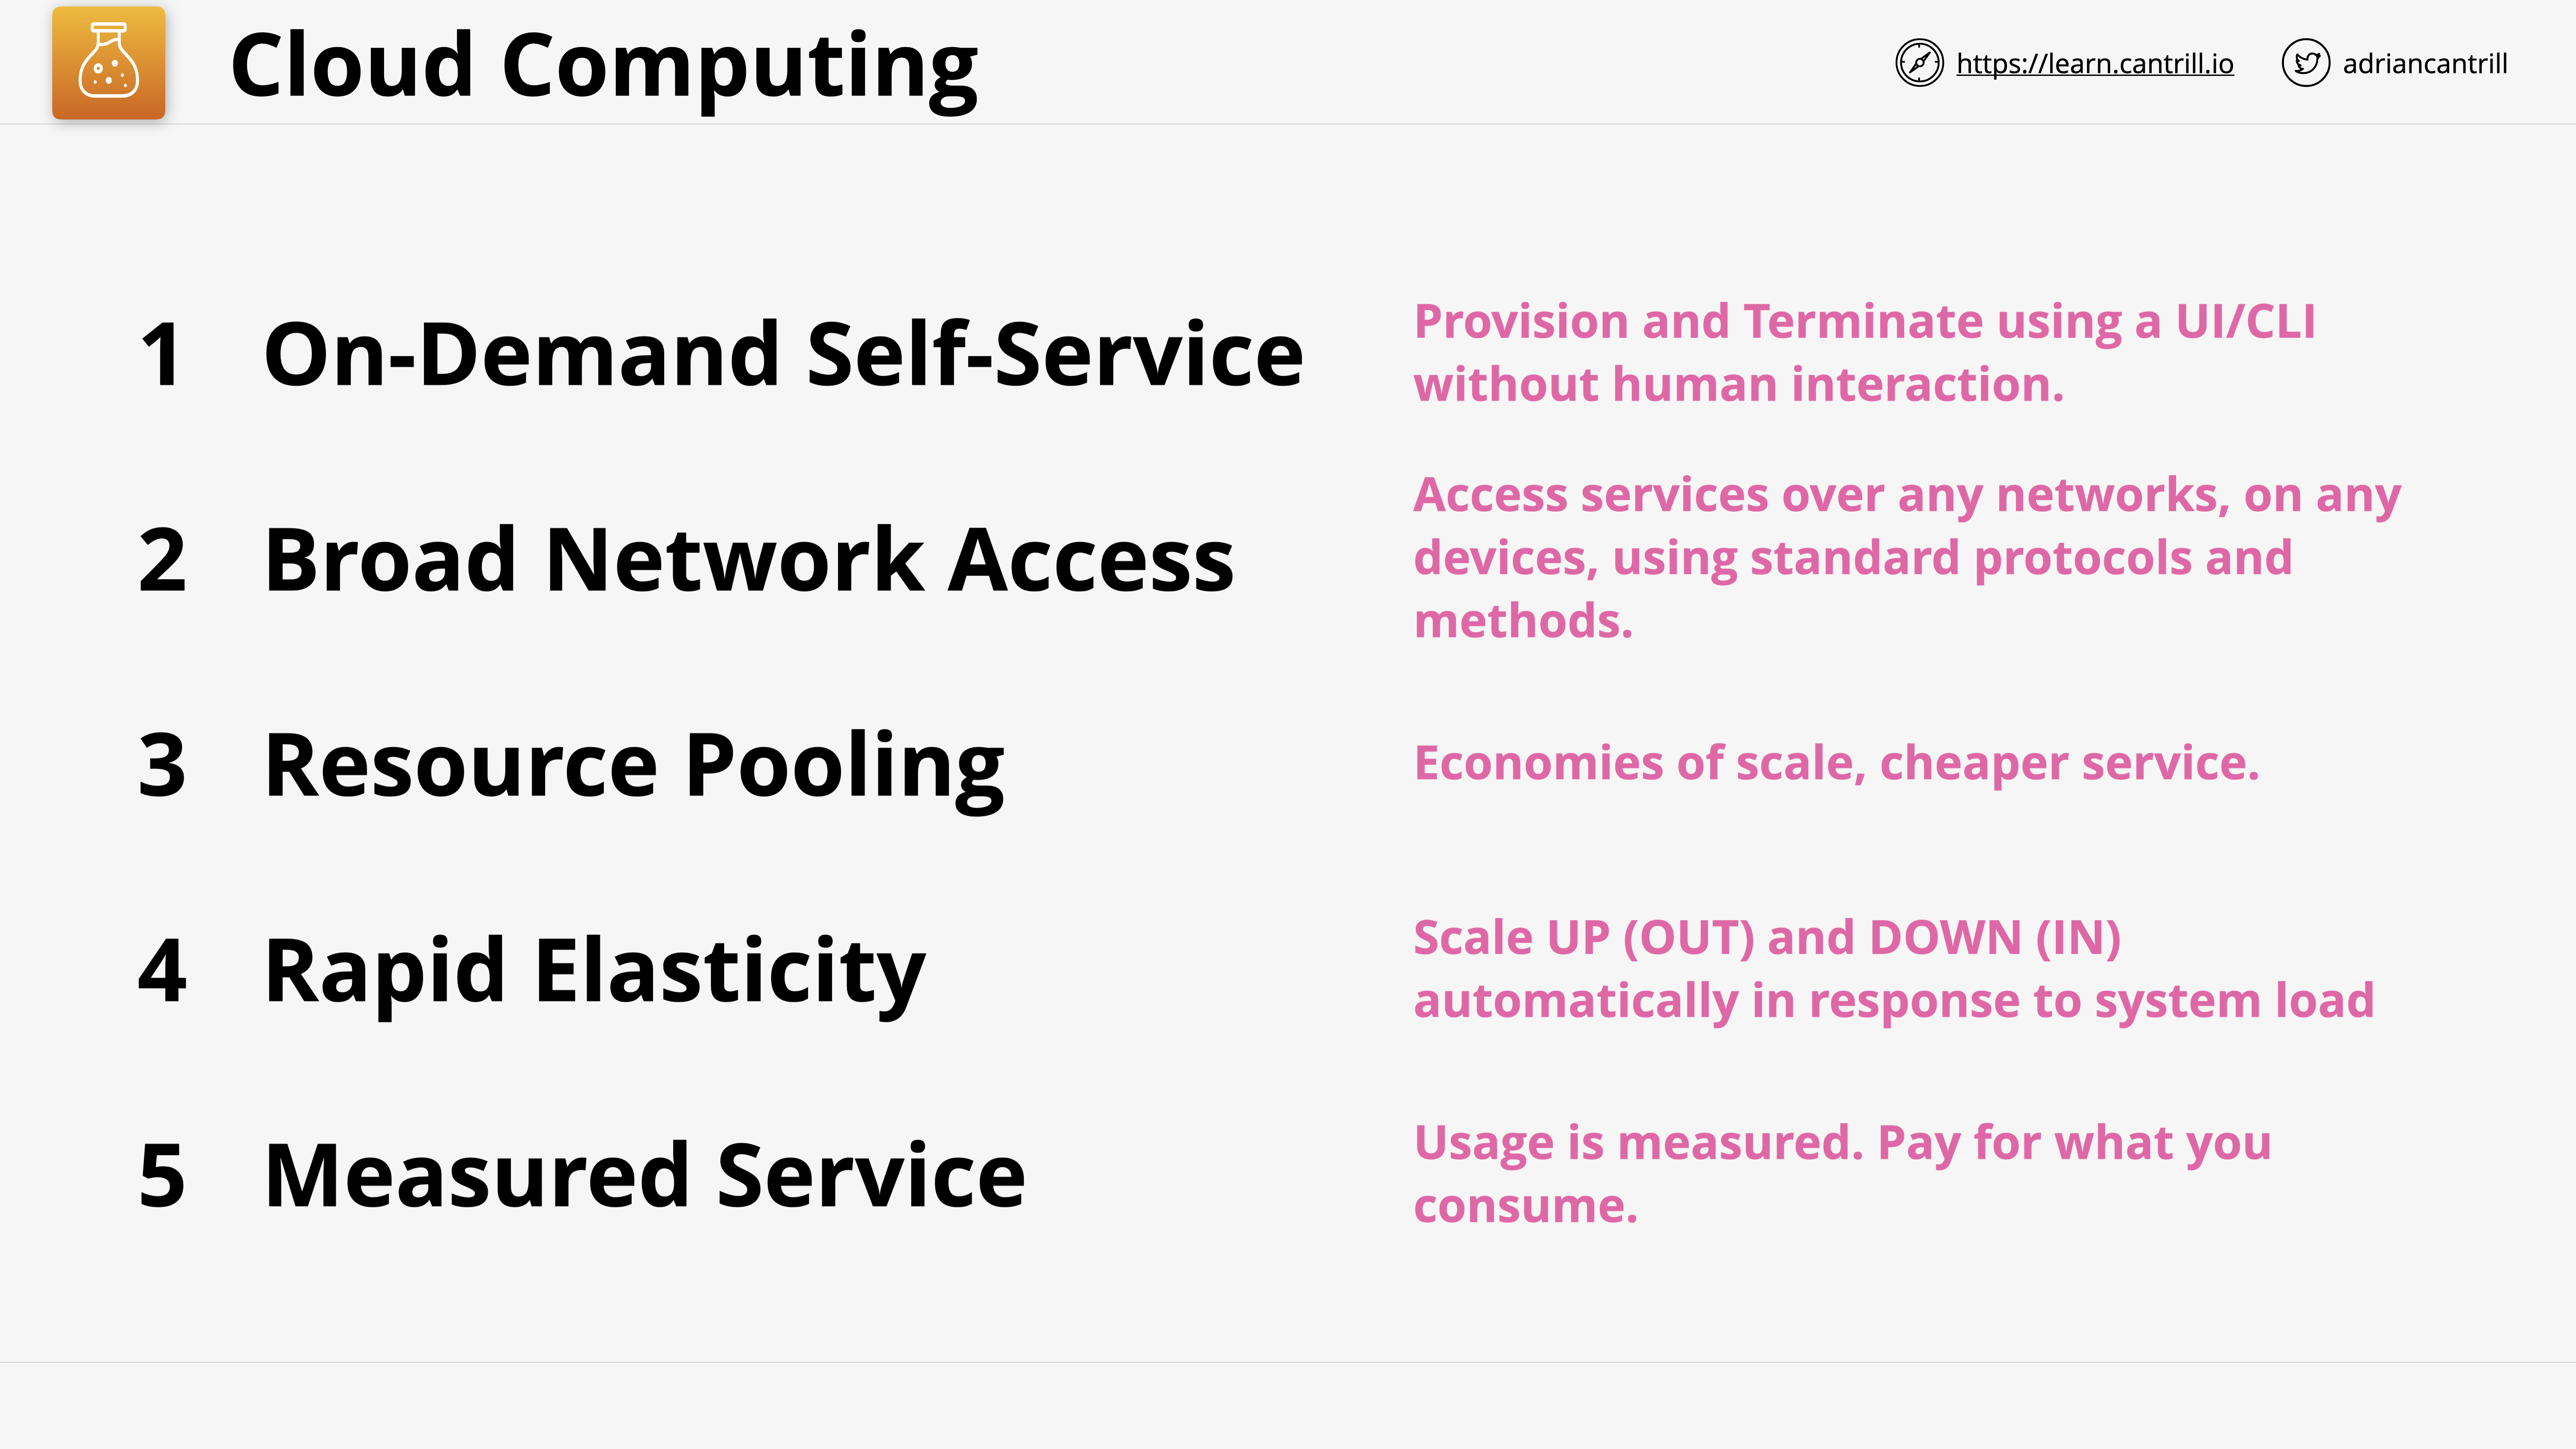 Cloud Computing
https://learn.cantrill.io
adriancantrill
1 On-Demand Self-Service
Provision and Terminate using a UI/CLI
without human interaction.
2 Broad Network Access
Access services over any networks, on any
devices, using standard protocols and
methods.
3 Resource Pooling
Economies of scale, cheaper service.
4 Rapid Elasticity
Scale UP (OUT) and DOWN (IN)
automatically in response to system load
5 Measured Service
Usage is measured. Pay for what you
consume.